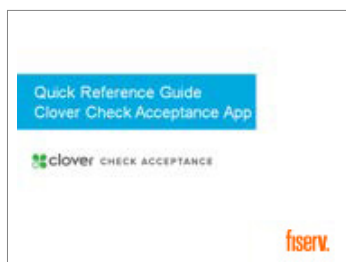 Quick Reference Guide
Clover Check Acceptance App
clover CHECK ACCEPTANCE
fiserv.